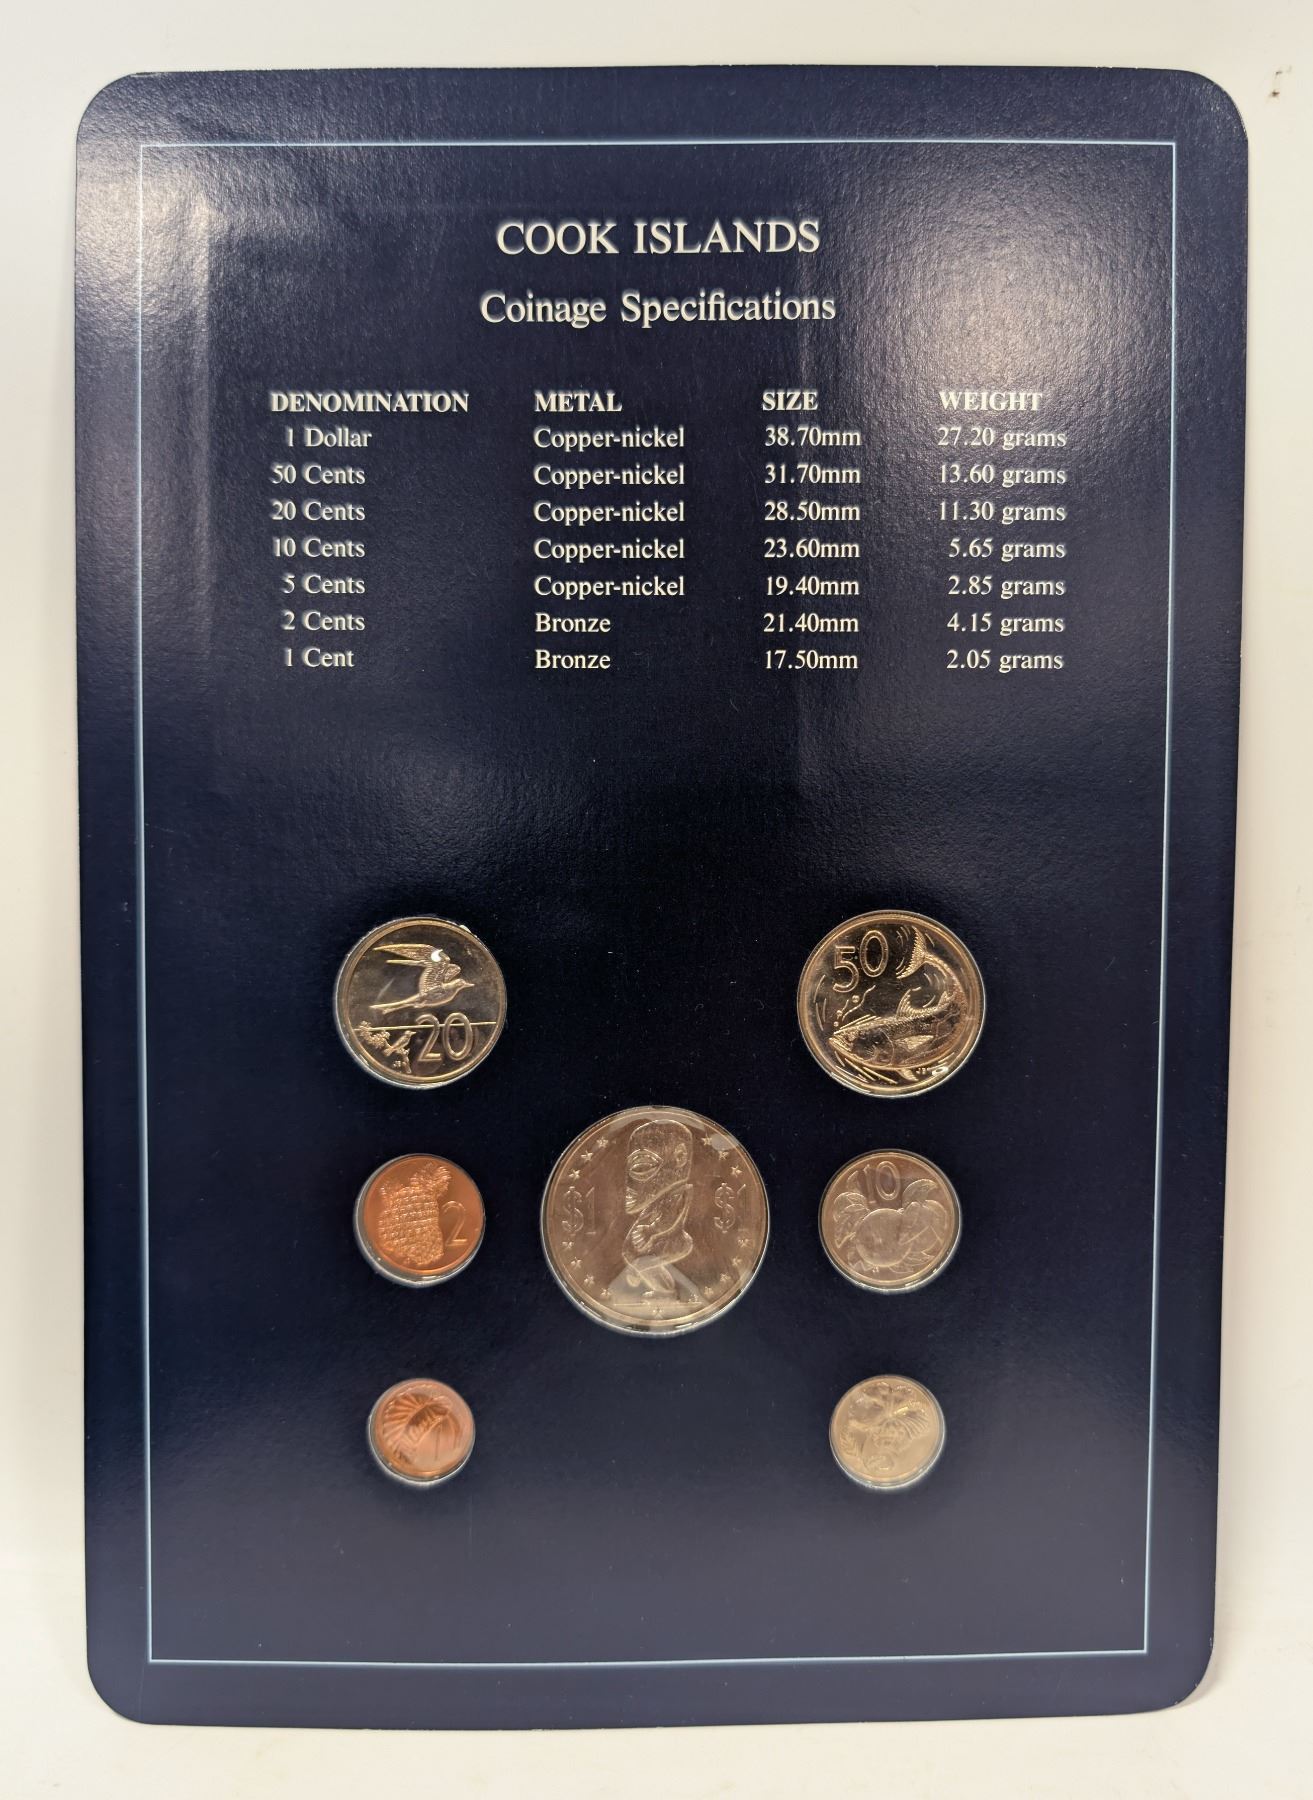 COOK ISLANDS
Coinage Specifications
DENOMINATION METAL SIZE WEIGHT
1 Dollar Copper-nickel 38.70mm 27.20 grams
50 Cents Copper-nickel 31.70mm 13.60 grams
20 Cents Copper-nickel 28.50mm 11.30 grams
10 Cents Copper-nickel 23.60mm 5.65 grams
5 Cents Copper-nickel 19.40mm 2.85 grams
2 Cents Bronze 21.40mm 4.15 grams
1 Cent Bronze 17.50mm 2.05 grams
20
50
2
$1 $1
10